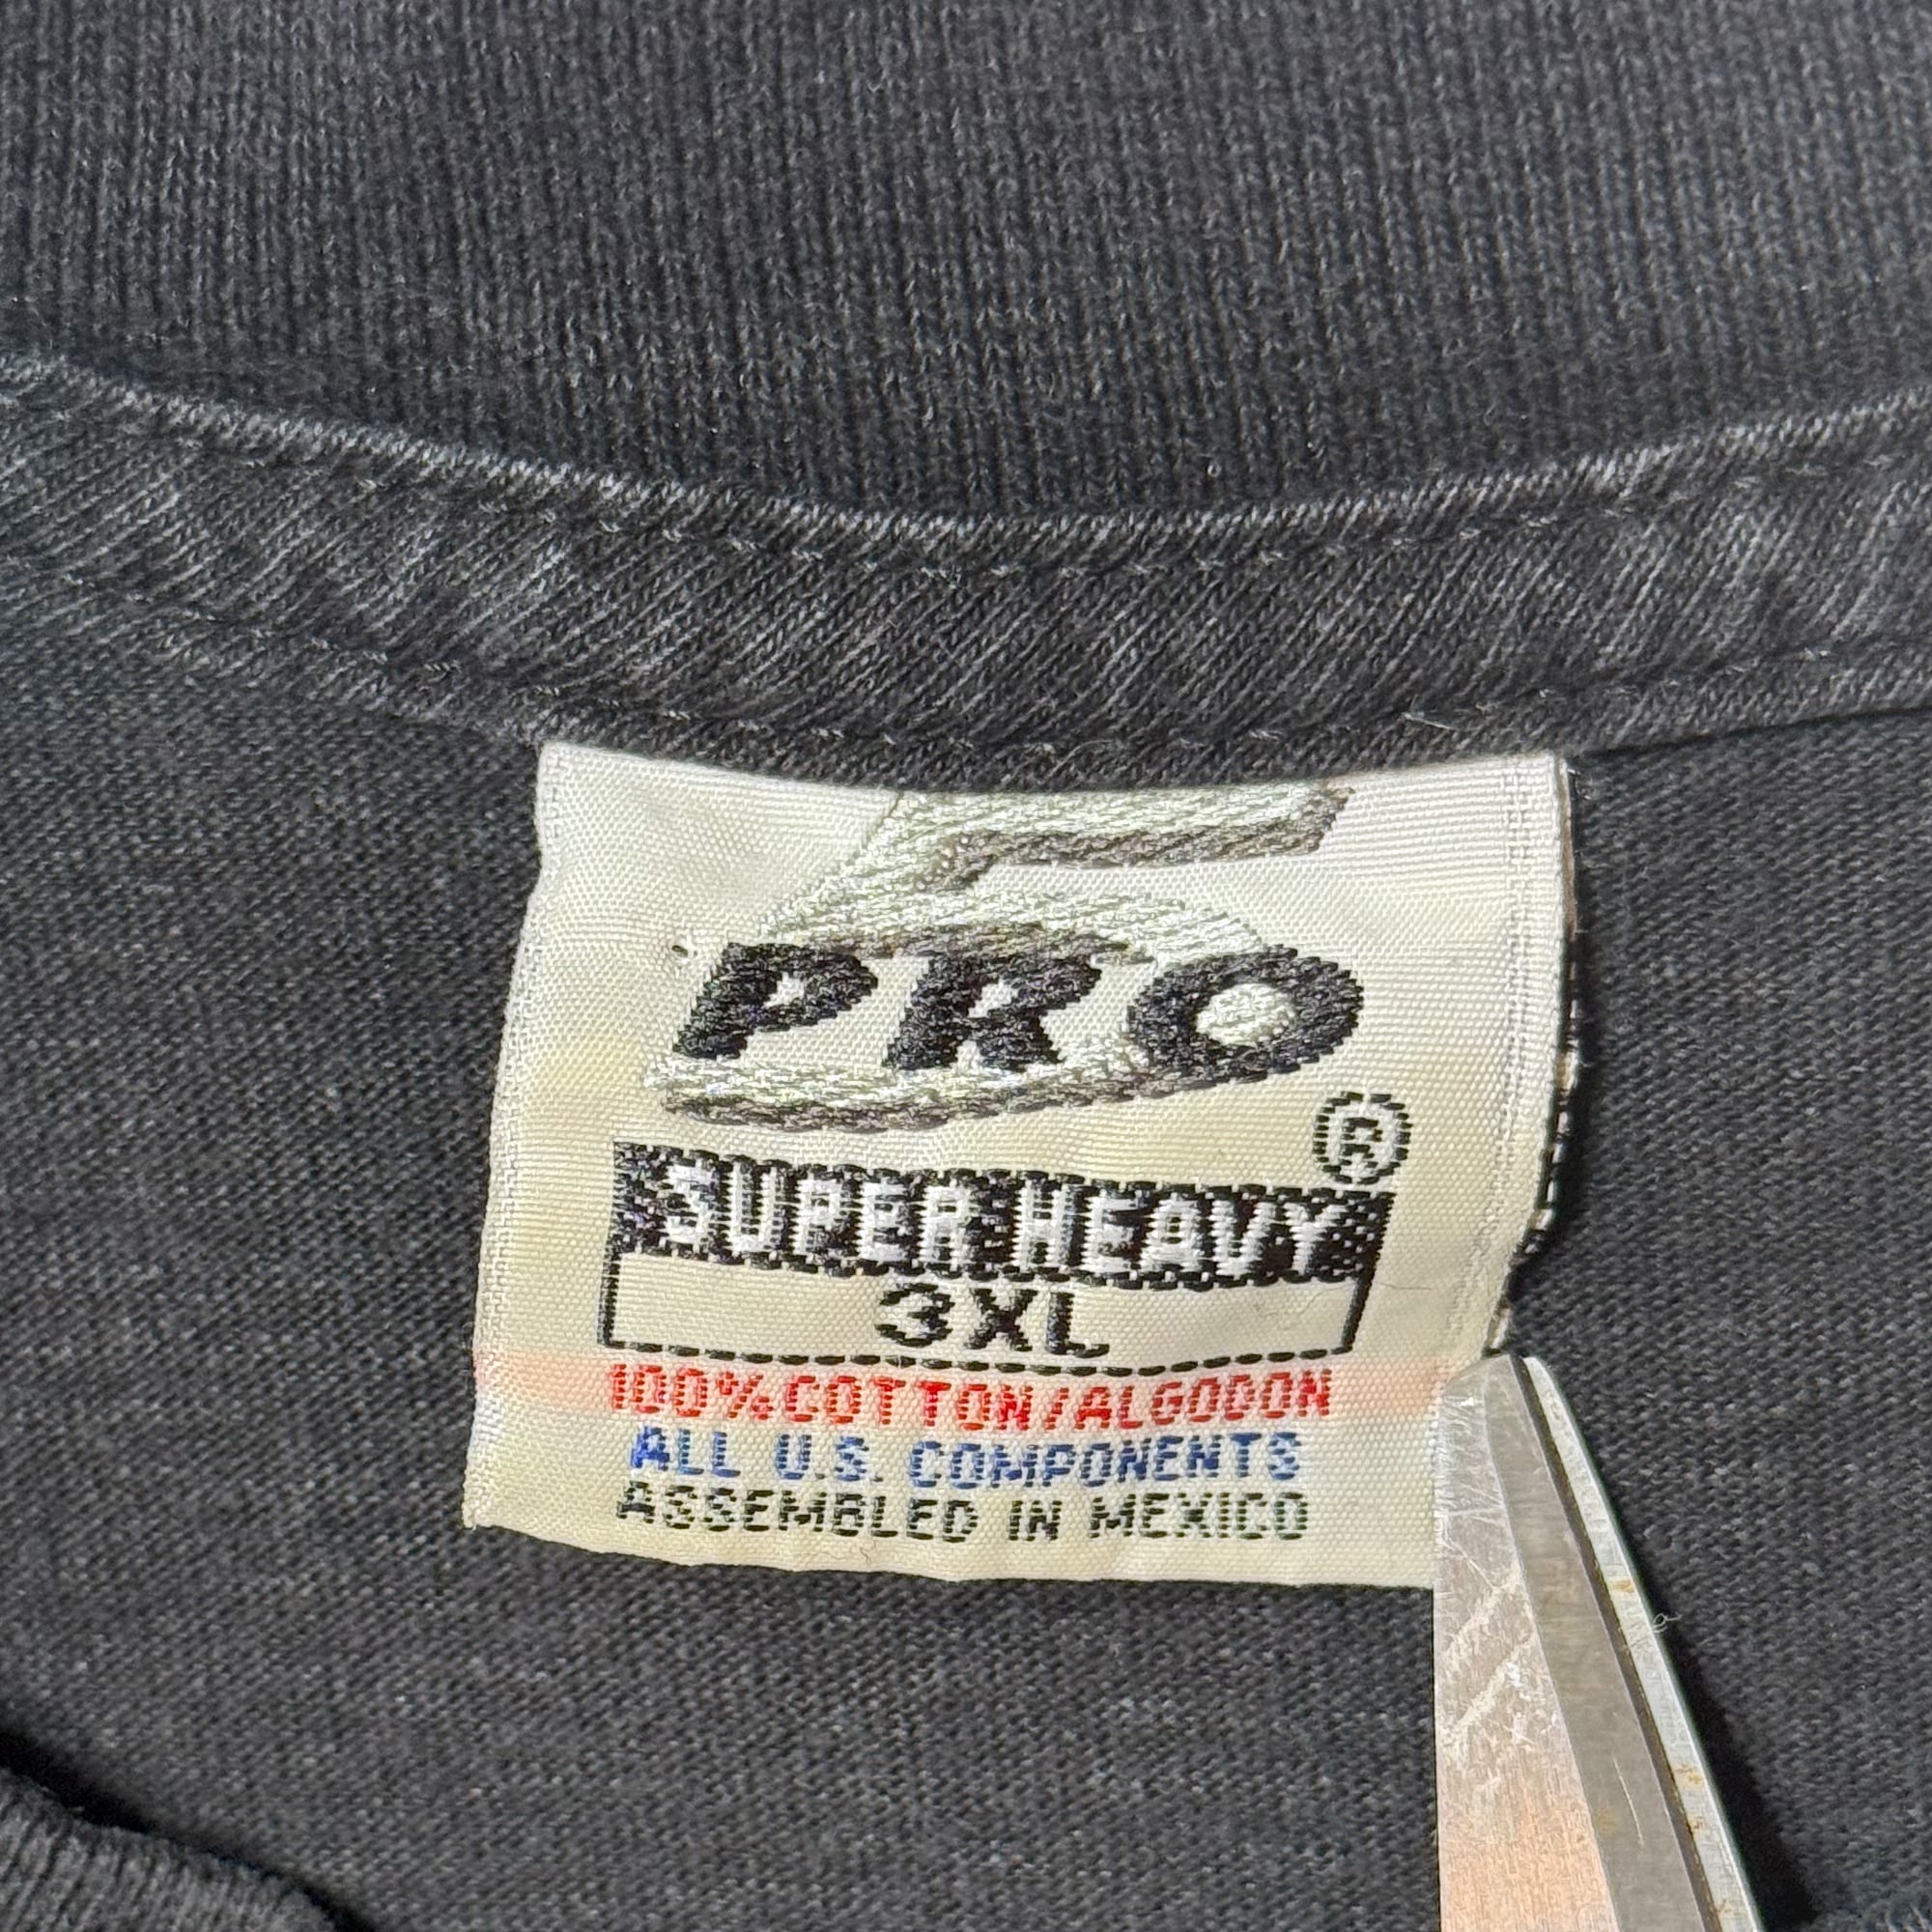 PRO
®
SUPER HEAVY
3XL
100% COTTON/ALGODON
ALL U.S. COMPONENTS
ASSEMBLED IN MEXICO